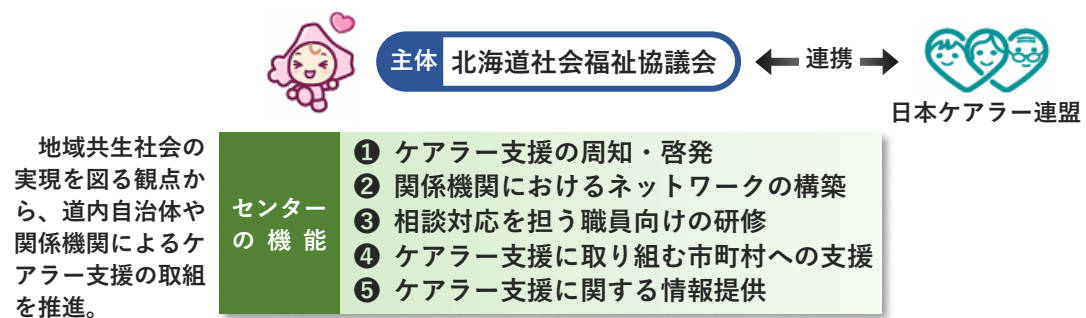 主体 北海道社会福祉協議会
連携
日本ケアラー連盟
地域共生社会の
実現を図る観点か
ら、道内自治体や
関係機関によるケ
アラー支援の取組
を推進。
センター
の機能
❶ ケアラー支援の周知・啓発
❷ 関係機関におけるネットワークの構築
❸ 相談対応を担う職員向けの研修
❹ ケアラー支援に取り組む市町村への支援
❺ ケアラー支援に関する情報提供